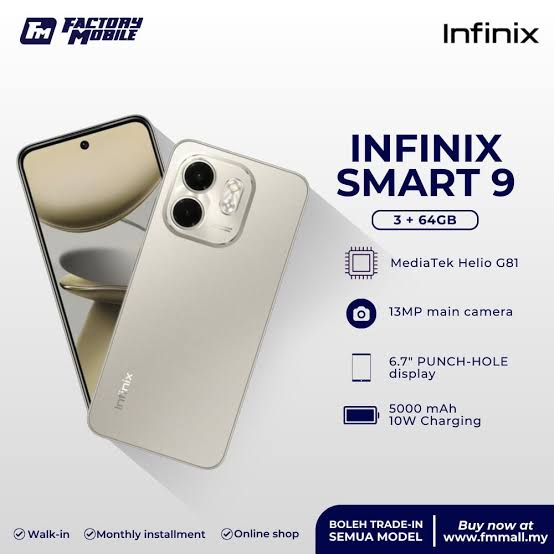 FM FACTORY
MOBILE
Infinix
INFINIX
SMART 9
3 + 64GB
MediaTek Helio G81
13MP main camera
6.7" PUNCH-HOLE
display
5000 mAh
10W Charging
Infinix
Walk-in
Monthly installment
Online shop
BOLEH TRADE-IN
SEMUA MODEL
Buy now at
www.fmmall.my